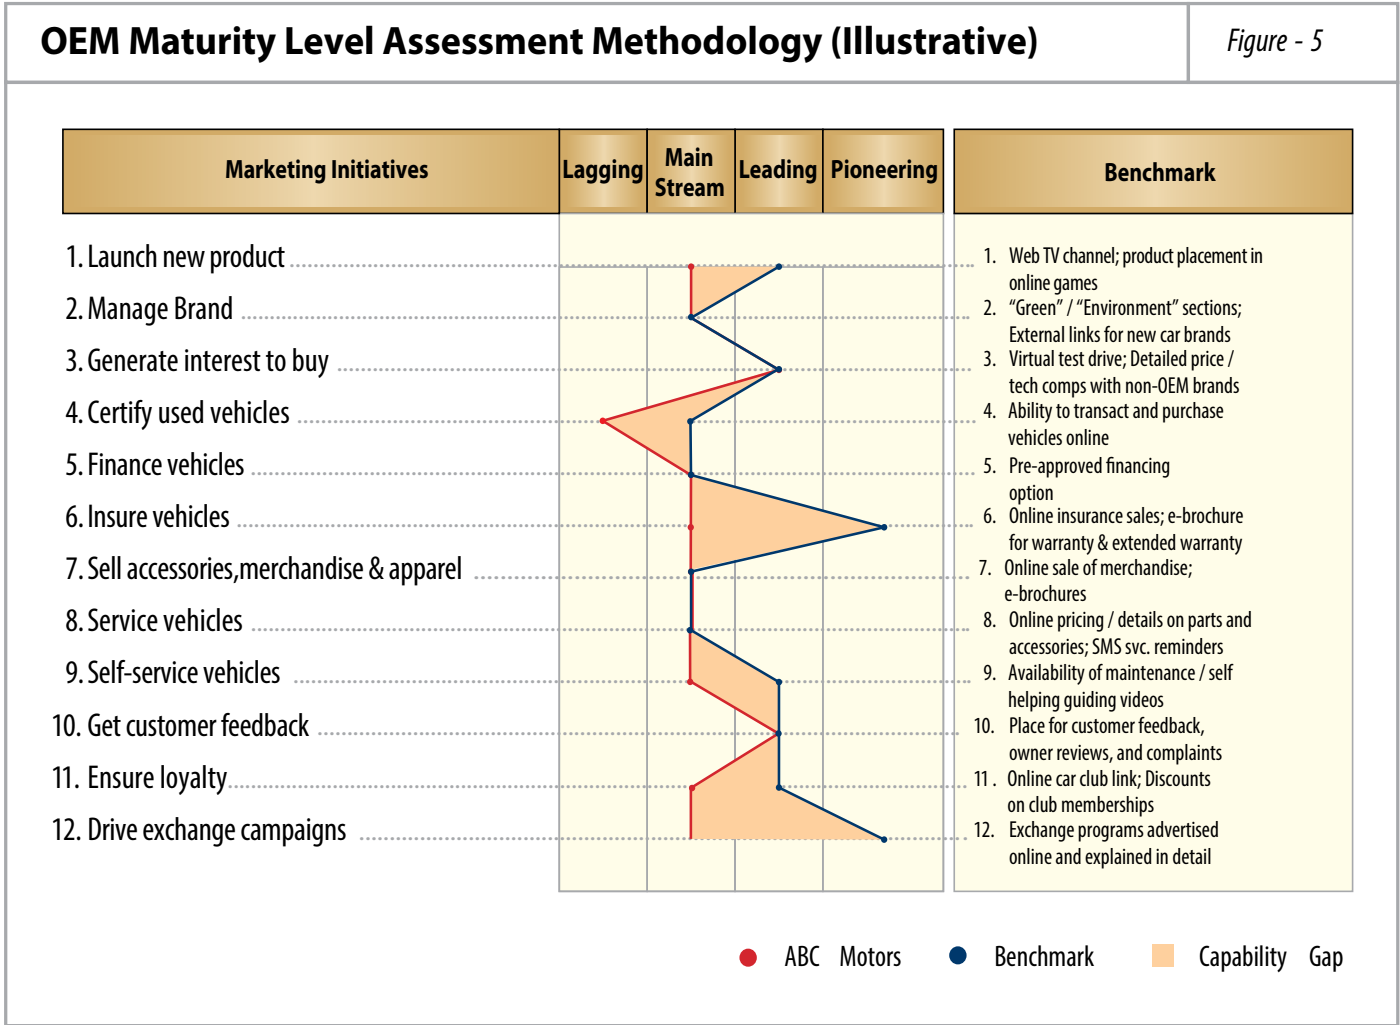 OEM Maturity Level Assessment Methodology (Illustrative)
Figure - 5
Marketing Initiatives
Lagging
Main
Stream
Leading
Pioneering
Benchmark
1. Launch new product
2. Manage Brand
3. Generate interest to buy
4. Certify used vehicles
5. Finance vehicles
6. Insure vehicles
7. Sell accessories,merchandise & apparel
8. Service vehicles
9. Self-service vehicles
10. Get customer feedback
11. Ensure loyalty
12. Drive exchange campaigns
1. Web TV channel; product placement in
online games
2. “Green” / “Environment” sections;
External links for new car brands
3. Virtual test drive; Detailed price /
tech comps with non-OEM brands
4. Ability to transact and purchase
vehicles online
5. Pre-approved financing
option
6. Online insurance sales; e-brochure
for warranty & extended warranty
7. Online sale of merchandise;
e-brochures
8. Online pricing / details on parts and
accessories; SMS svc. reminders
9. Availability of maintenance / self
helping guiding videos
10. Place for customer feedback,
owner reviews, and complaints
11 . Online car club link; Discounts
on club memberships
12. Exchange programs advertised
online and explained in detail
ABC Motors
Benchmark
Capability Gap